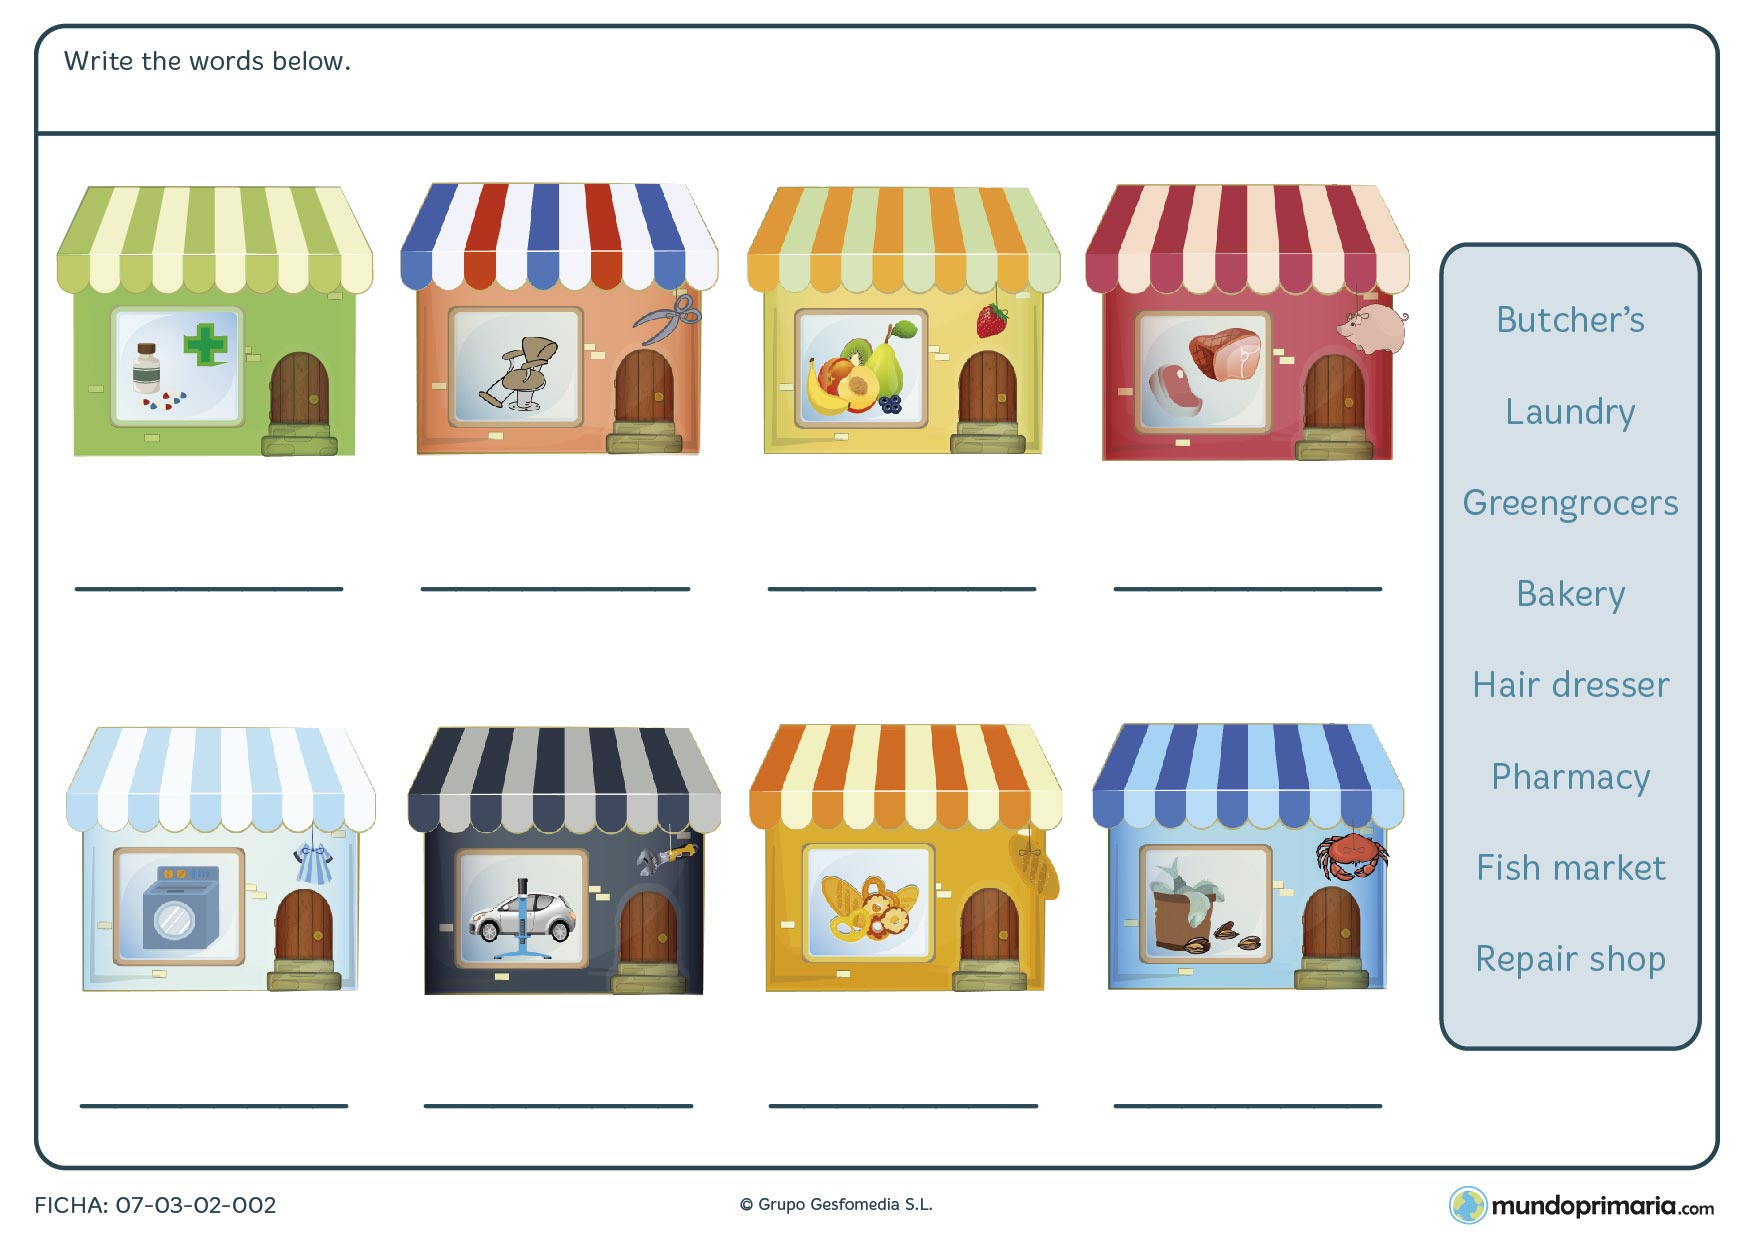 Write the words below.
Butcher’s
Laundry
Greengrocers
Bakery
Hair dresser
Pharmacy
Fish market
Repair shop
FICHA: 07-03-02-002
© Grupo Gesfomedia S.L.
mundoprimaria.com